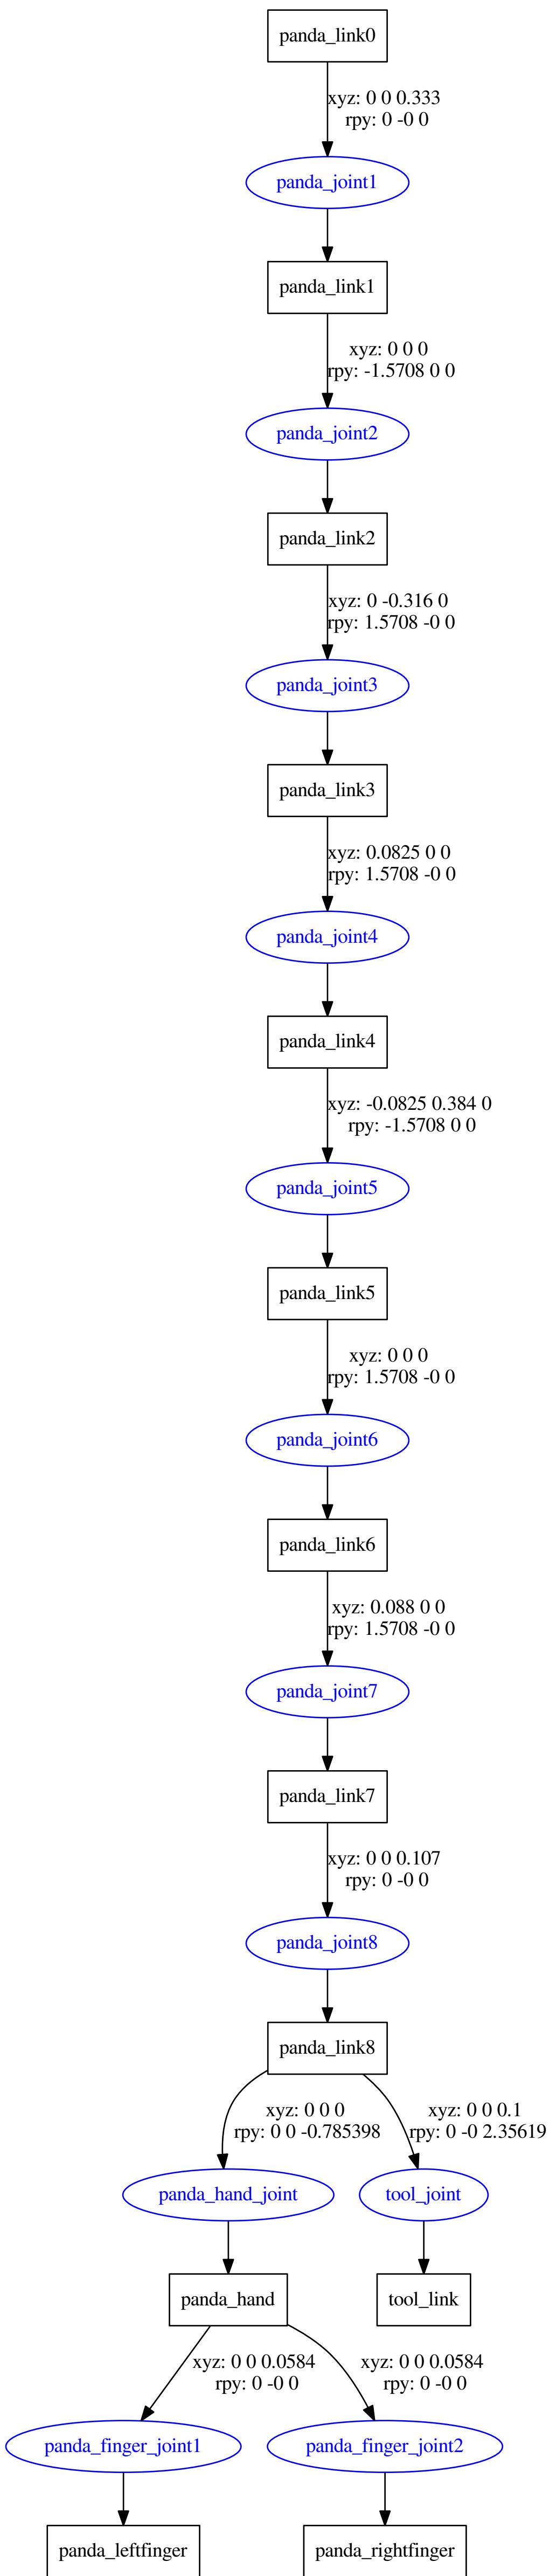 panda_link0
xyz: 0 0 0.333
rpy: 0 -0 0
panda_joint1
panda_link1
xyz: 0 0 0
rpy: -1.5708 0 0
panda_joint2
panda_link2
xyz: 0 -0.316 0
rpy: 1.5708 -0 0
panda_joint3
panda_link3
xyz: 0.0825 0 0
rpy: 1.5708 -0 0
panda_joint4
panda_link4
xyz: -0.0825 0.384 0
rpy: -1.5708 0 0
panda_joint5
panda_link5
xyz: 0 0 0
rpy: 1.5708 -0 0
panda_joint6
panda_link6
xyz: 0.088 0 0
rpy: 1.5708 -0 0
panda_joint7
panda_link7
xyz: 0 0 0.107
rpy: 0 -0 0
panda_joint8
panda_link8
xyz: 0 0 0
rpy: 0 0 -0.785398
xyz: 0 0 0.1
rpy: 0 -0 2.35619
panda_hand_joint
tool_joint
panda_hand
tool_link
xyz: 0 0 0.0584
rpy: 0 -0 0
xyz: 0 0 0.0584
rpy: 0 -0 0
panda_finger_joint1
panda_finger_joint2
panda_leftfinger
panda_rightfinger